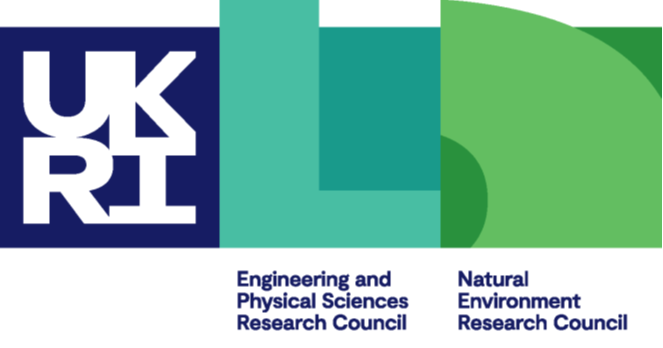 UK
RI
Engineering and
Physical Sciences
Research Council
Natural
Environment
Research Council